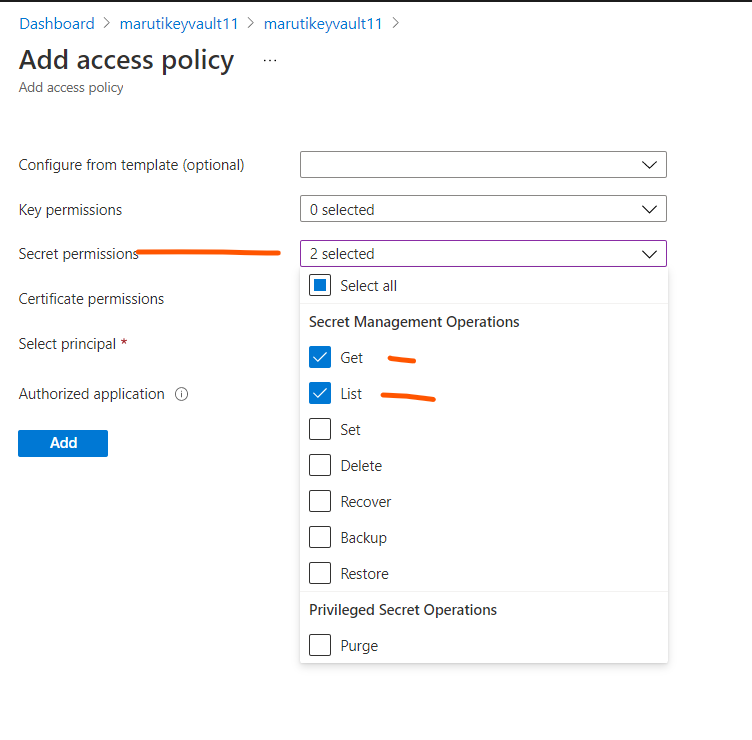 Dashboard > marutikeyvault11 > marutikeyvault11 >
Add access policy ...
Add access policy
Configure from template (optional)
Key permissions 0 selected
Secret permissions 2 selected
Select all
Certificate permissions
Secret Management Operations
Select principal *
Get
Authorized application
List
Add
Set
Delete
Recover
Backup
Restore
Privileged Secret Operations
Purge